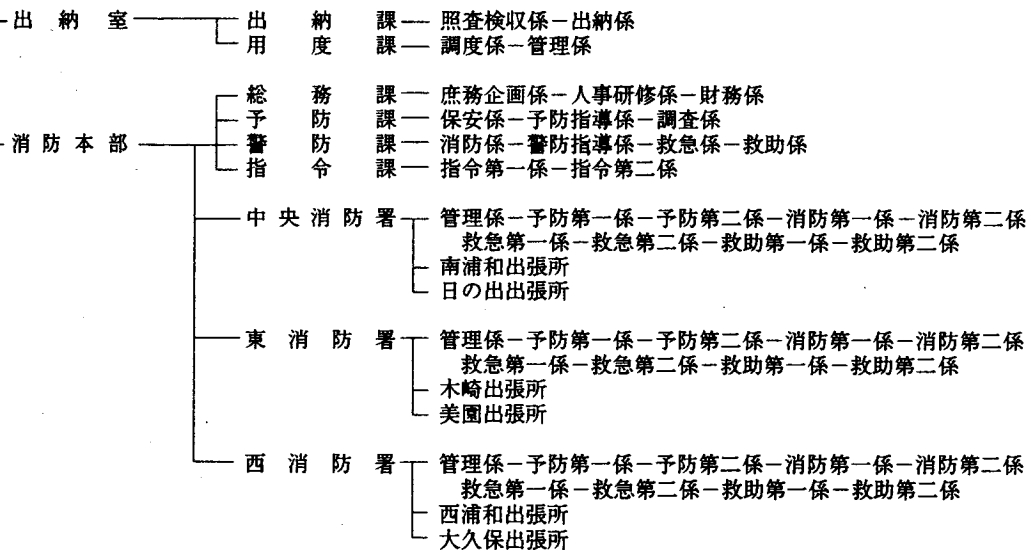 出納室 出納課 照査検収係-出納係
用度課 調度係-管理係
総務課 庶務企画係-人事研修係-財務係
予防課 保安係-予防指導係-調査係
消防本部 警防課 消防係-警防指導係-救急係-救助係
指令課 指令第一係-指令第二係
中央消防署 管理係-予防第一係-予防第二係-消防第一係-消防第二係
救急第一係-救急第二係-救助第一係-救助第二係
南浦和出張所
日の出出張所
東消防署 管理係-予防第一係-予防第二係-消防第一係-消防第二係
救急第一係-救急第二係-救助第一係-救助第二係
木崎出張所
美園出張所
西消防署 管理係-予防第一係-予防第二係-消防第一係-消防第二係
救急第一係-救急第二係-救助第一係-救助第二係
西浦和出張所
大久保出張所